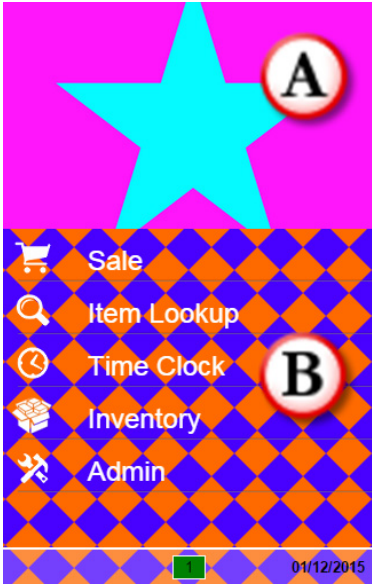 A
Sale
Item Lookup
Time Clock
B
Inventory
Admin
1
01/12/2015